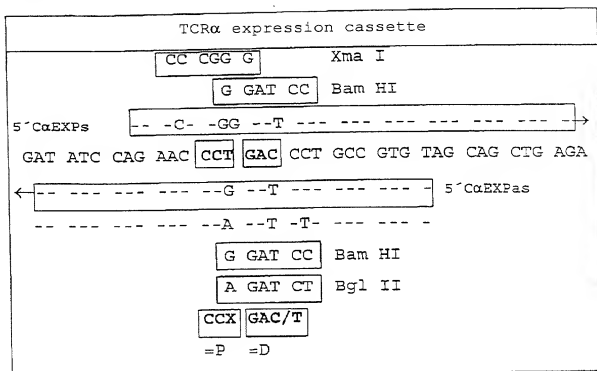 TCRα expression cassette
CC CGG G Xma I
G GAT CC Bam HI
5´CαEXPs -- -C- -GG --T --- --- --- --- --- --
GAT ATC CAG AAC CCT GAC CCT GCC GTG TAG CAG CTG AGA
-- --- --- --- --G --T --- --- --- --- - 5´CαEXPas
-- --- --- --- --A --T -T- --- --- --- -
G GAT CC Bam HI
A GAT CT Bgl II
CCX GAC/T
=P =D